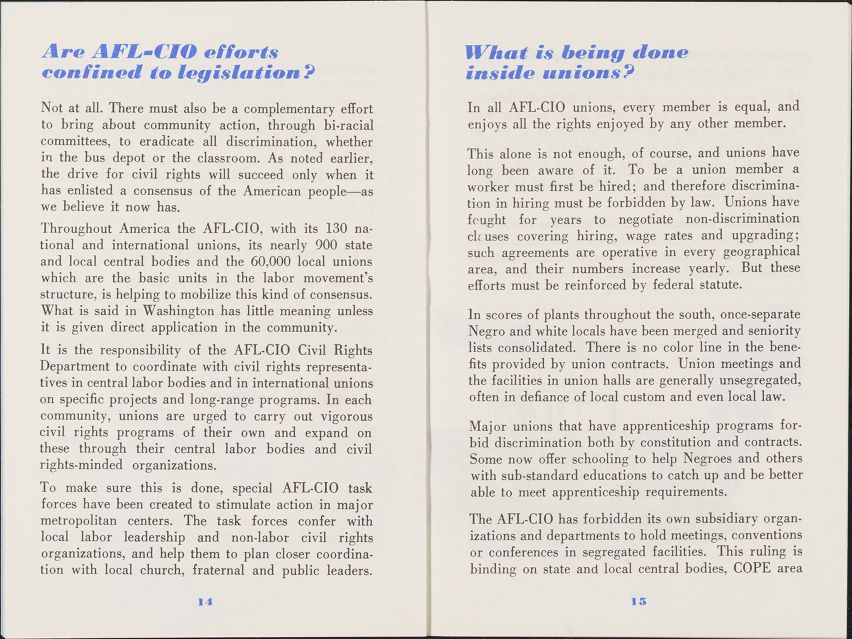 Are AFL-CIO efforts
confined to legislation?
Not at all. There must also be a complementary effort
to bring about community action, through bi-racial
committees, to eradicate all discrimination, whether
in the bus depot or the classroom. As noted earlier,
the drive for civil rights will succeed only when it
has enlisted a consensus of the American people—as
we believe it now has.
Throughout America the AFL-CIO, with its 130 na-
tional and international unions, its nearly 900 state
and local central bodies and the 60,000 local unions
which are the basic units in the labor movement's
structure, is helping to mobilize this kind of consensus.
What is said in Washington has little meaning unless
it is given direct application in the community.
It is the responsibility of the AFL-CIO Civil Rights
Department to coordinate with civil rights representa-
tives in central labor bodies and in international unions
on specific projects and long-range programs. In each
community, unions are urged to carry out vigorous
civil rights programs of their own and expand on
these through their central labor bodies and civil
rights-minded organizations.
To make sure this is done, special AFL-CIO task
forces have been created to stimulate action in major
metropolitan centers. The task forces confer with
local labor leadership and non-labor civil rights
organizations, and help them to plan closer coordina-
tion with local church, fraternal and public leaders.
14
What is being done
inside unions?
In all AFL-CIO unions, every member is equal, and
enjoys all the rights enjoyed by any other member.
This alone is not enough, of course, and unions have
long been aware of it. To be a union member a
worker must first be hired; and therefore discrimina-
tion in hiring must be forbidden by law. Unions have
fought for years to negotiate non-discrimination
clauses covering hiring, wage rates and upgrading;
such agreements are operative in every geographical
area, and their numbers increase yearly. But these
efforts must be reinforced by federal statute.
In scores of plants throughout the south, once-separate
Negro and white locals have been merged and seniority
lists consolidated. There is no color line in the bene-
fits provided by union contracts. Union meetings and
the facilities in union halls are generally unsegregated,
often in defiance of local custom and even local law.
Major unions that have apprenticeship programs for-
bid discrimination both by constitution and contracts.
Some now offer schooling to help Negroes and others
with sub-standard educations to catch up and be better
able to meet apprenticeship requirements.
The AFL-CIO has forbidden its own subsidiary organ-
izations and departments to hold meetings, conventions
or conferences in segregated facilities. This ruling is
binding on state and local central bodies, COPE area
15